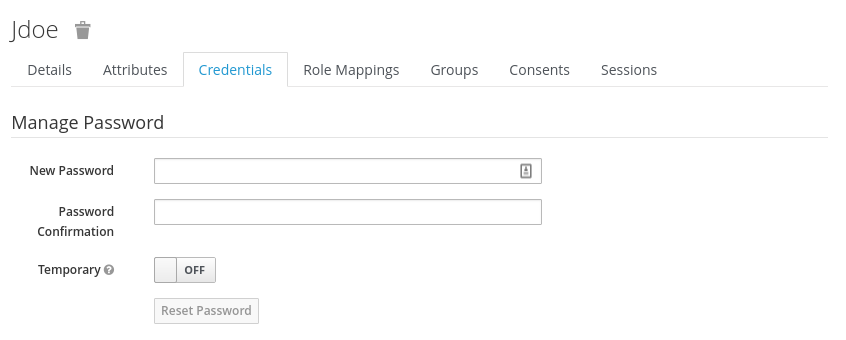 Jdoe
Details Attributes Credentials Role Mappings Groups Consents Sessions
Manage Password
New Password
Password
Confirmation
Temporary ? OFF
Reset Password